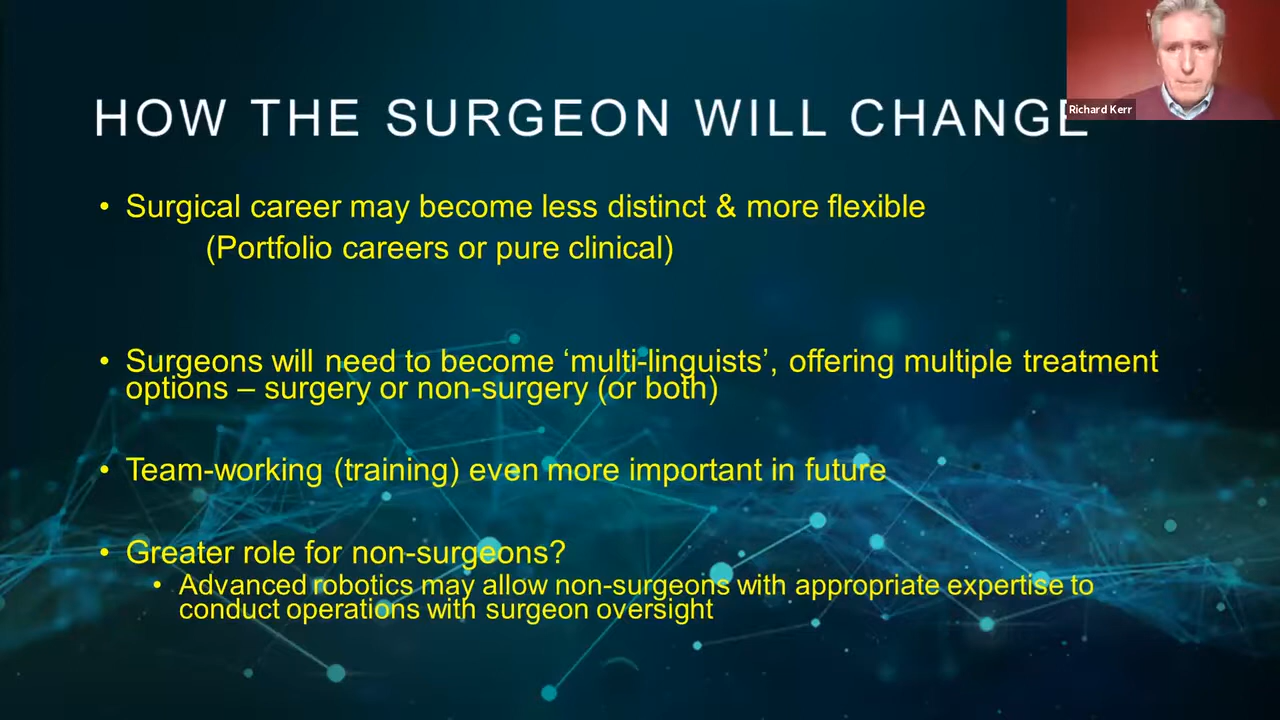 HOW THE SURGEON WILL CHANGE
Richard Kerr
• Surgical career may become less distinct & more flexible
(Portfolio careers or pure clinical)
• Surgeons will need to become ‘multi-linguists’, offering multiple treatment
options – surgery or non-surgery (or both)
• Team-working (training) even more important in future
• Greater role for non-surgeons?
• Advanced robotics may allow non-surgeons with appropriate expertise to
conduct operations with surgeon oversight